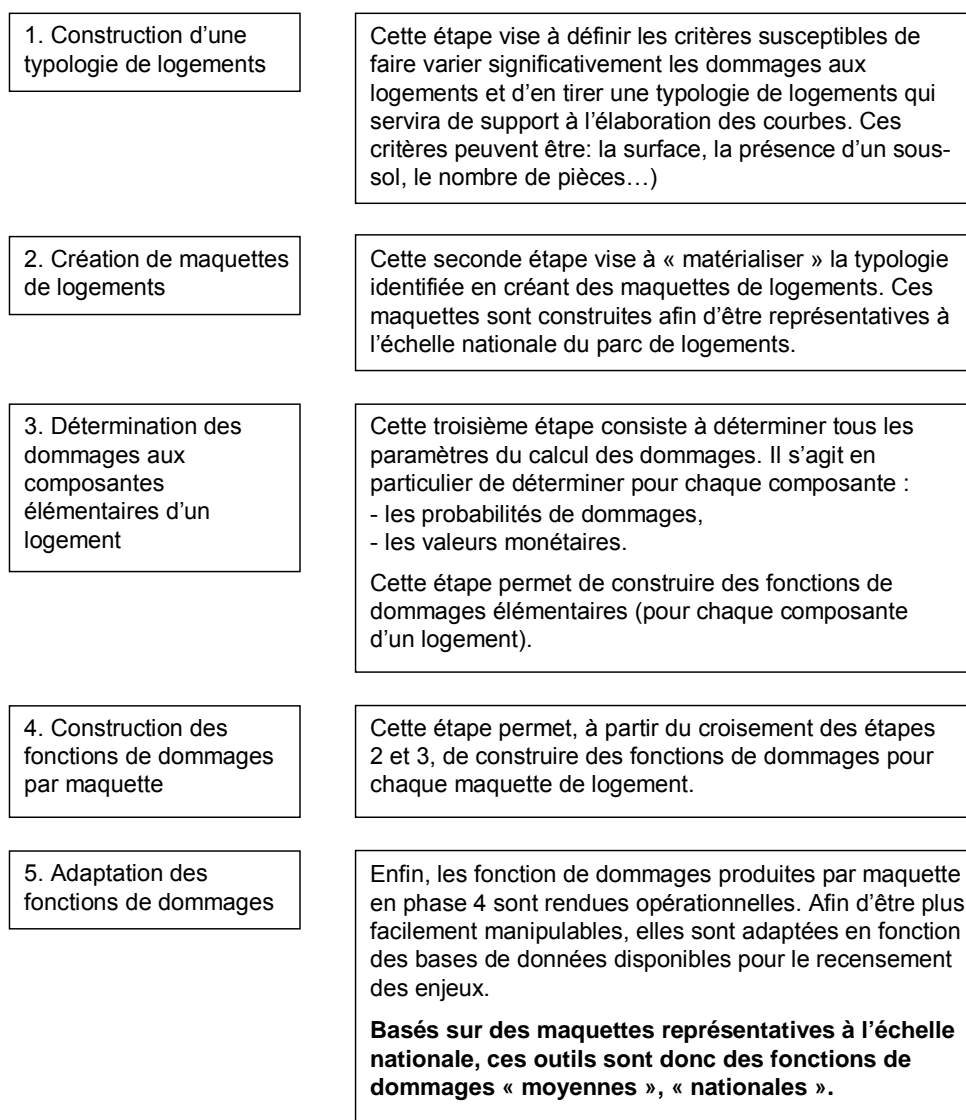 1. Construction d’une
typologie de logements
Cette étape vise à définir les critères susceptibles de
faire varier significativement les dommages aux
logements et d’en tirer une typologie de logements qui
servira de support à l’élaboration des courbes. Ces
critères peuvent être: la surface, la présence d’un sous-
sol, le nombre de pièces…)
2. Création de maquettes
de logements
Cette seconde étape vise à « matérialiser » la typologie
identifiée en créant des maquettes de logements. Ces
maquettes sont construites afin d’être représentatives à
l’échelle nationale du parc de logements.
3. Détermination des
dommages aux
composantes
élémentaires d’un
logement
Cette troisième étape consiste à déterminer tous les
paramètres du calcul des dommages. Il s’agit en
particulier de déterminer pour chaque composante :
- les probabilités de dommages,
- les valeurs monétaires.
Cette étape permet de construire des fonctions de
dommages élémentaires (pour chaque composante
d’un logement).
4. Construction des
fonctions de dommages
par maquette
Cette étape permet, à partir du croisement des étapes
2 et 3, de construire des fonctions de dommages pour
chaque maquette de logement.
5. Adaptation des
fonctions de dommages
Enfin, les fonction de dommages produites par maquette
en phase 4 sont rendues opérationnelles. Afin d’être plus
facilement manipulables, elles sont adaptées en fonction
des bases de données disponibles pour le recensement
des enjeux.
Basés sur des maquettes représentatives à l’échelle
nationale, ces outils sont donc des fonctions de
dommages « moyennes », « nationales ».